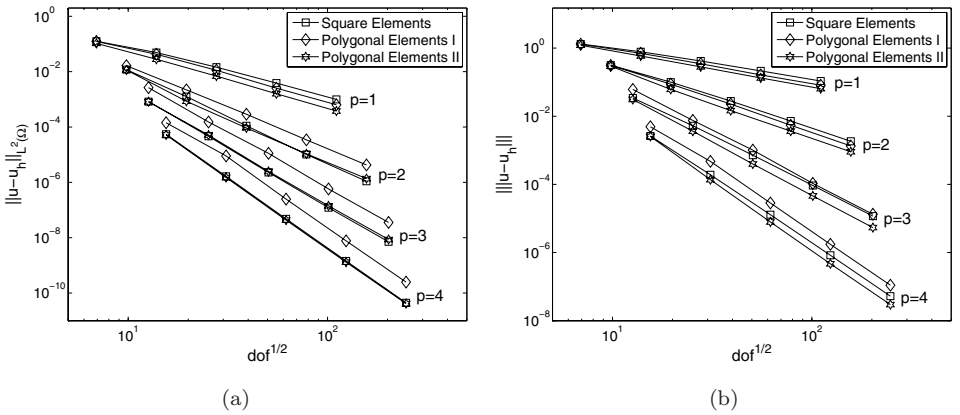 10^0
10^{-2}
10^{-4}
10^{-6}
10^{-8}
10^{-10}
||u−u_h||_{L^2(Ω)}
Square Elements
Polygonal Elements I
Polygonal Elements II
p=1
p=2
p=3
p=4
10^1
10^2
dof^{1/2}
(a)
10^0
10^{-2}
10^{-4}
10^{-6}
10^{-8}
|||u−u_h|||
Square Elements
Polygonal Elements I
Polygonal Elements II
p=1
p=2
p=3
p=4
10^1
10^2
dof^{1/2}
(b)